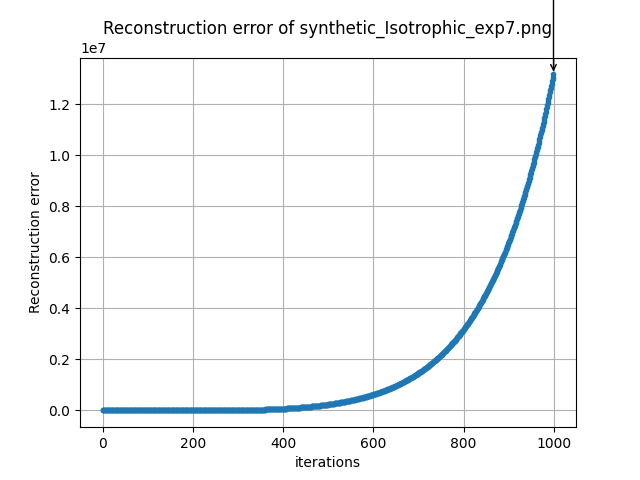 Reconstruction error of synthetic_Isotrophic_exp7.png
1e7
1.2
1.0
0.8
0.6
0.4
0.2
0.0
Reconstruction error
0 200 400 600 800 1000
iterations